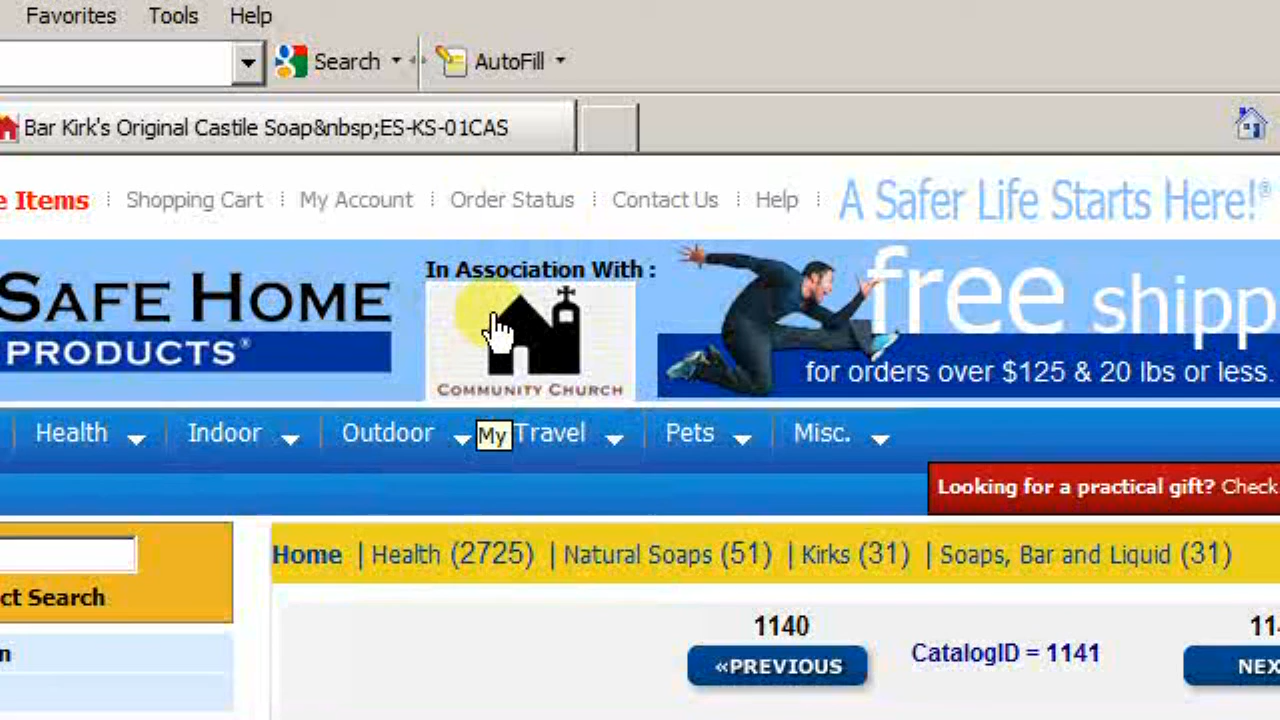 Favorites Tools Help
Search AutoFill
Bar Kirk's Original Castile Soap&nbsp;ES-KS-01CAS
e Items Shopping Cart My Account Order Status Contact Us Help A Safer Life Starts Here!®
In Association With :
SAFE HOME
PRODUCTS®
COMMUNITY CHURCH
free shipp
for orders over $125 & 20 lbs or less.
Health Indoor Outdoor My Travel Pets Misc.
Looking for a practical gift? Check
Home | Health (2725) | Natural Soaps (51) | Kirks (31) | Soaps, Bar and Liquid (31)
ct Search
n
1140
«PREVIOUS
CatalogID = 1141
114
NEX